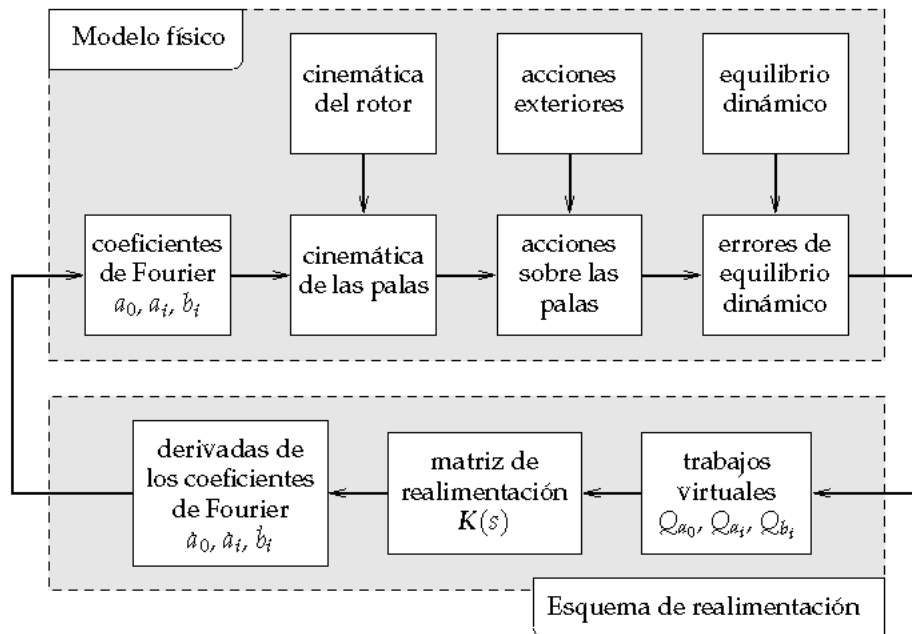 Modelo físico
cinemática
del rotor
acciones
exteriores
equilibrio
dinámico
coeficientes
de Fourier
a₀, aᵢ, bᵢ
cinemática
de las palas
acciones
sobre las
palas
errores de
equilibrio
dinámico
derivadas de
los coeficientes
de Fourier
ȧ₀, ȧᵢ, ḃᵢ
matriz de
realimentación
K(s)
trabajos
virtuales
Qₐ₀, Qₐᵢ, Q_bᵢ
Esquema de realimentación